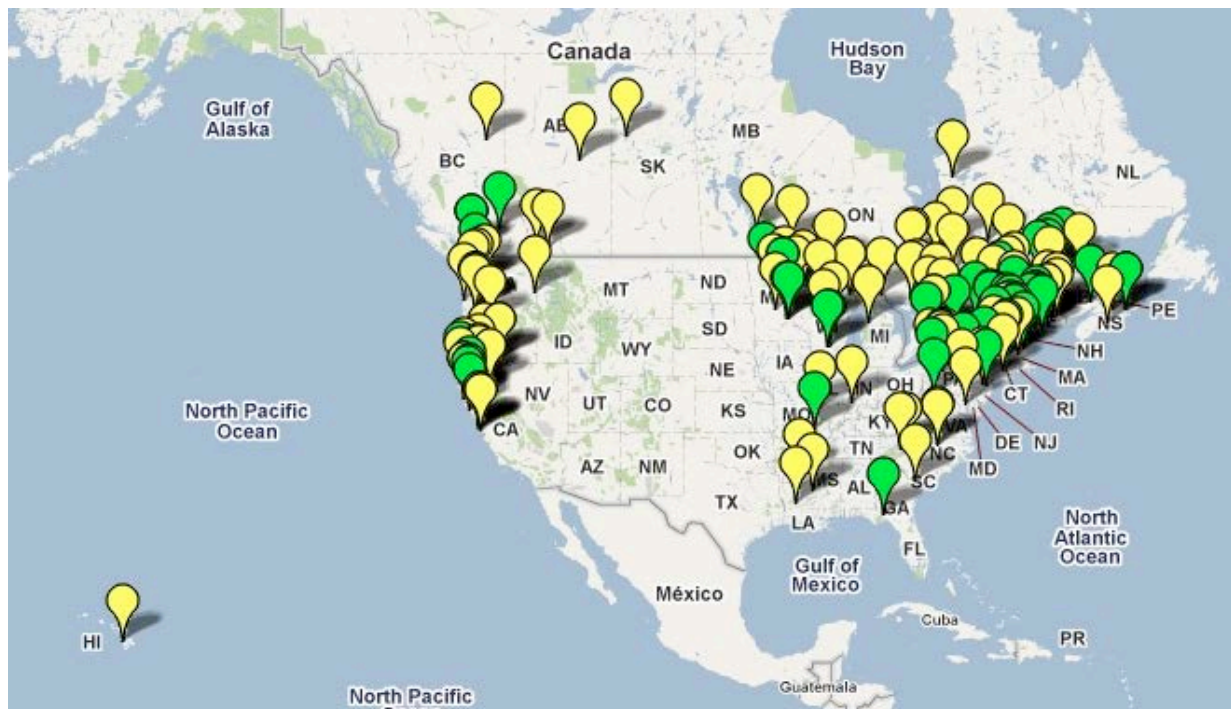 Canada
Hudson
Bay
Gulf of
Alaska
AB
MB
BC
SK
NL
ON
MT
ND
PE
NS
MI
ID
SD
NH
WY
IA
MA
NE
OH
NV
CT
RI
UT
CO
KS
MO
KY
VA
North Pacific
Ocean
CA
DE
NJ
OK
TN
NC
MD
AZ
NM
MS
AL
SC
TX
GA
LA
North
Atlantic
Ocean
FL
Gulf of
Mexico
México
Cuba
HI
PR
Guatemala
North Pacific